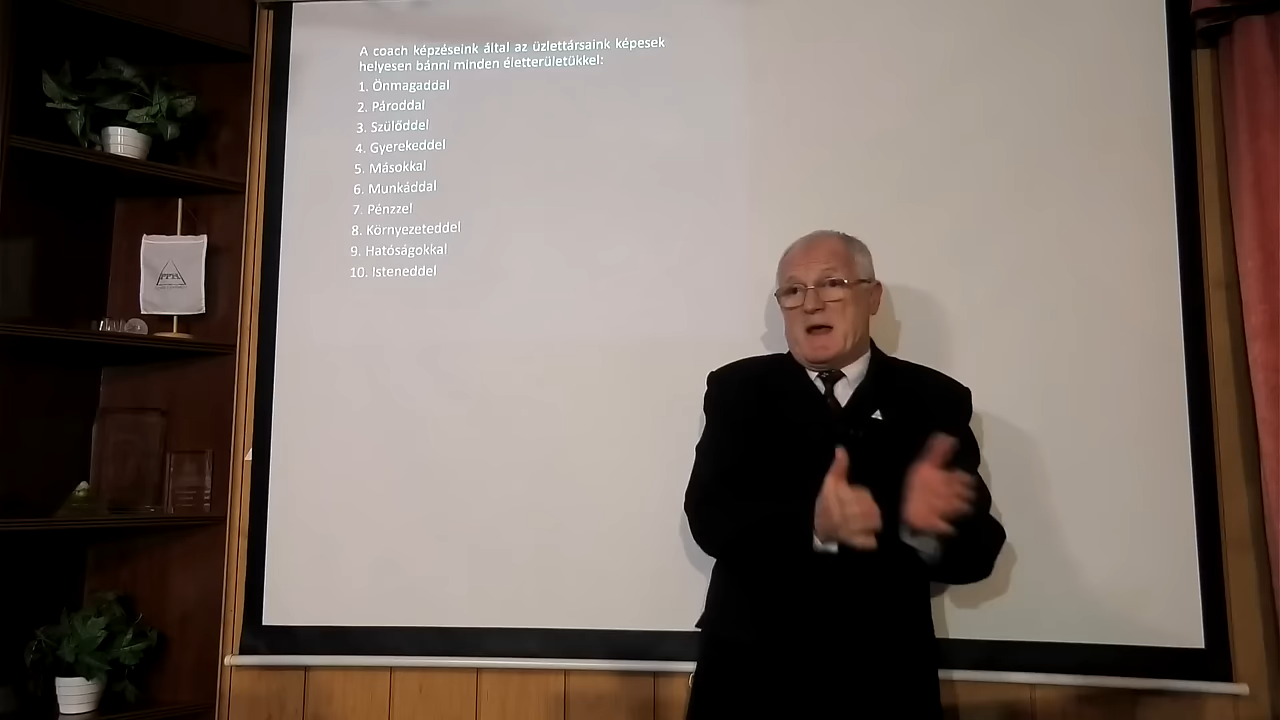 A coach képzéseink által az üzlettársaink képesek
helyesen bánni minden életterületükkel:
1. Önmagaddal
2. Pároddal
3. Szülőddel
4. Gyerekeddel
5. Másokkal
6. Munkáddal
7. Pénzzel
8. Környezeteddel
9. Hatóságokkal
10. Isteneddel